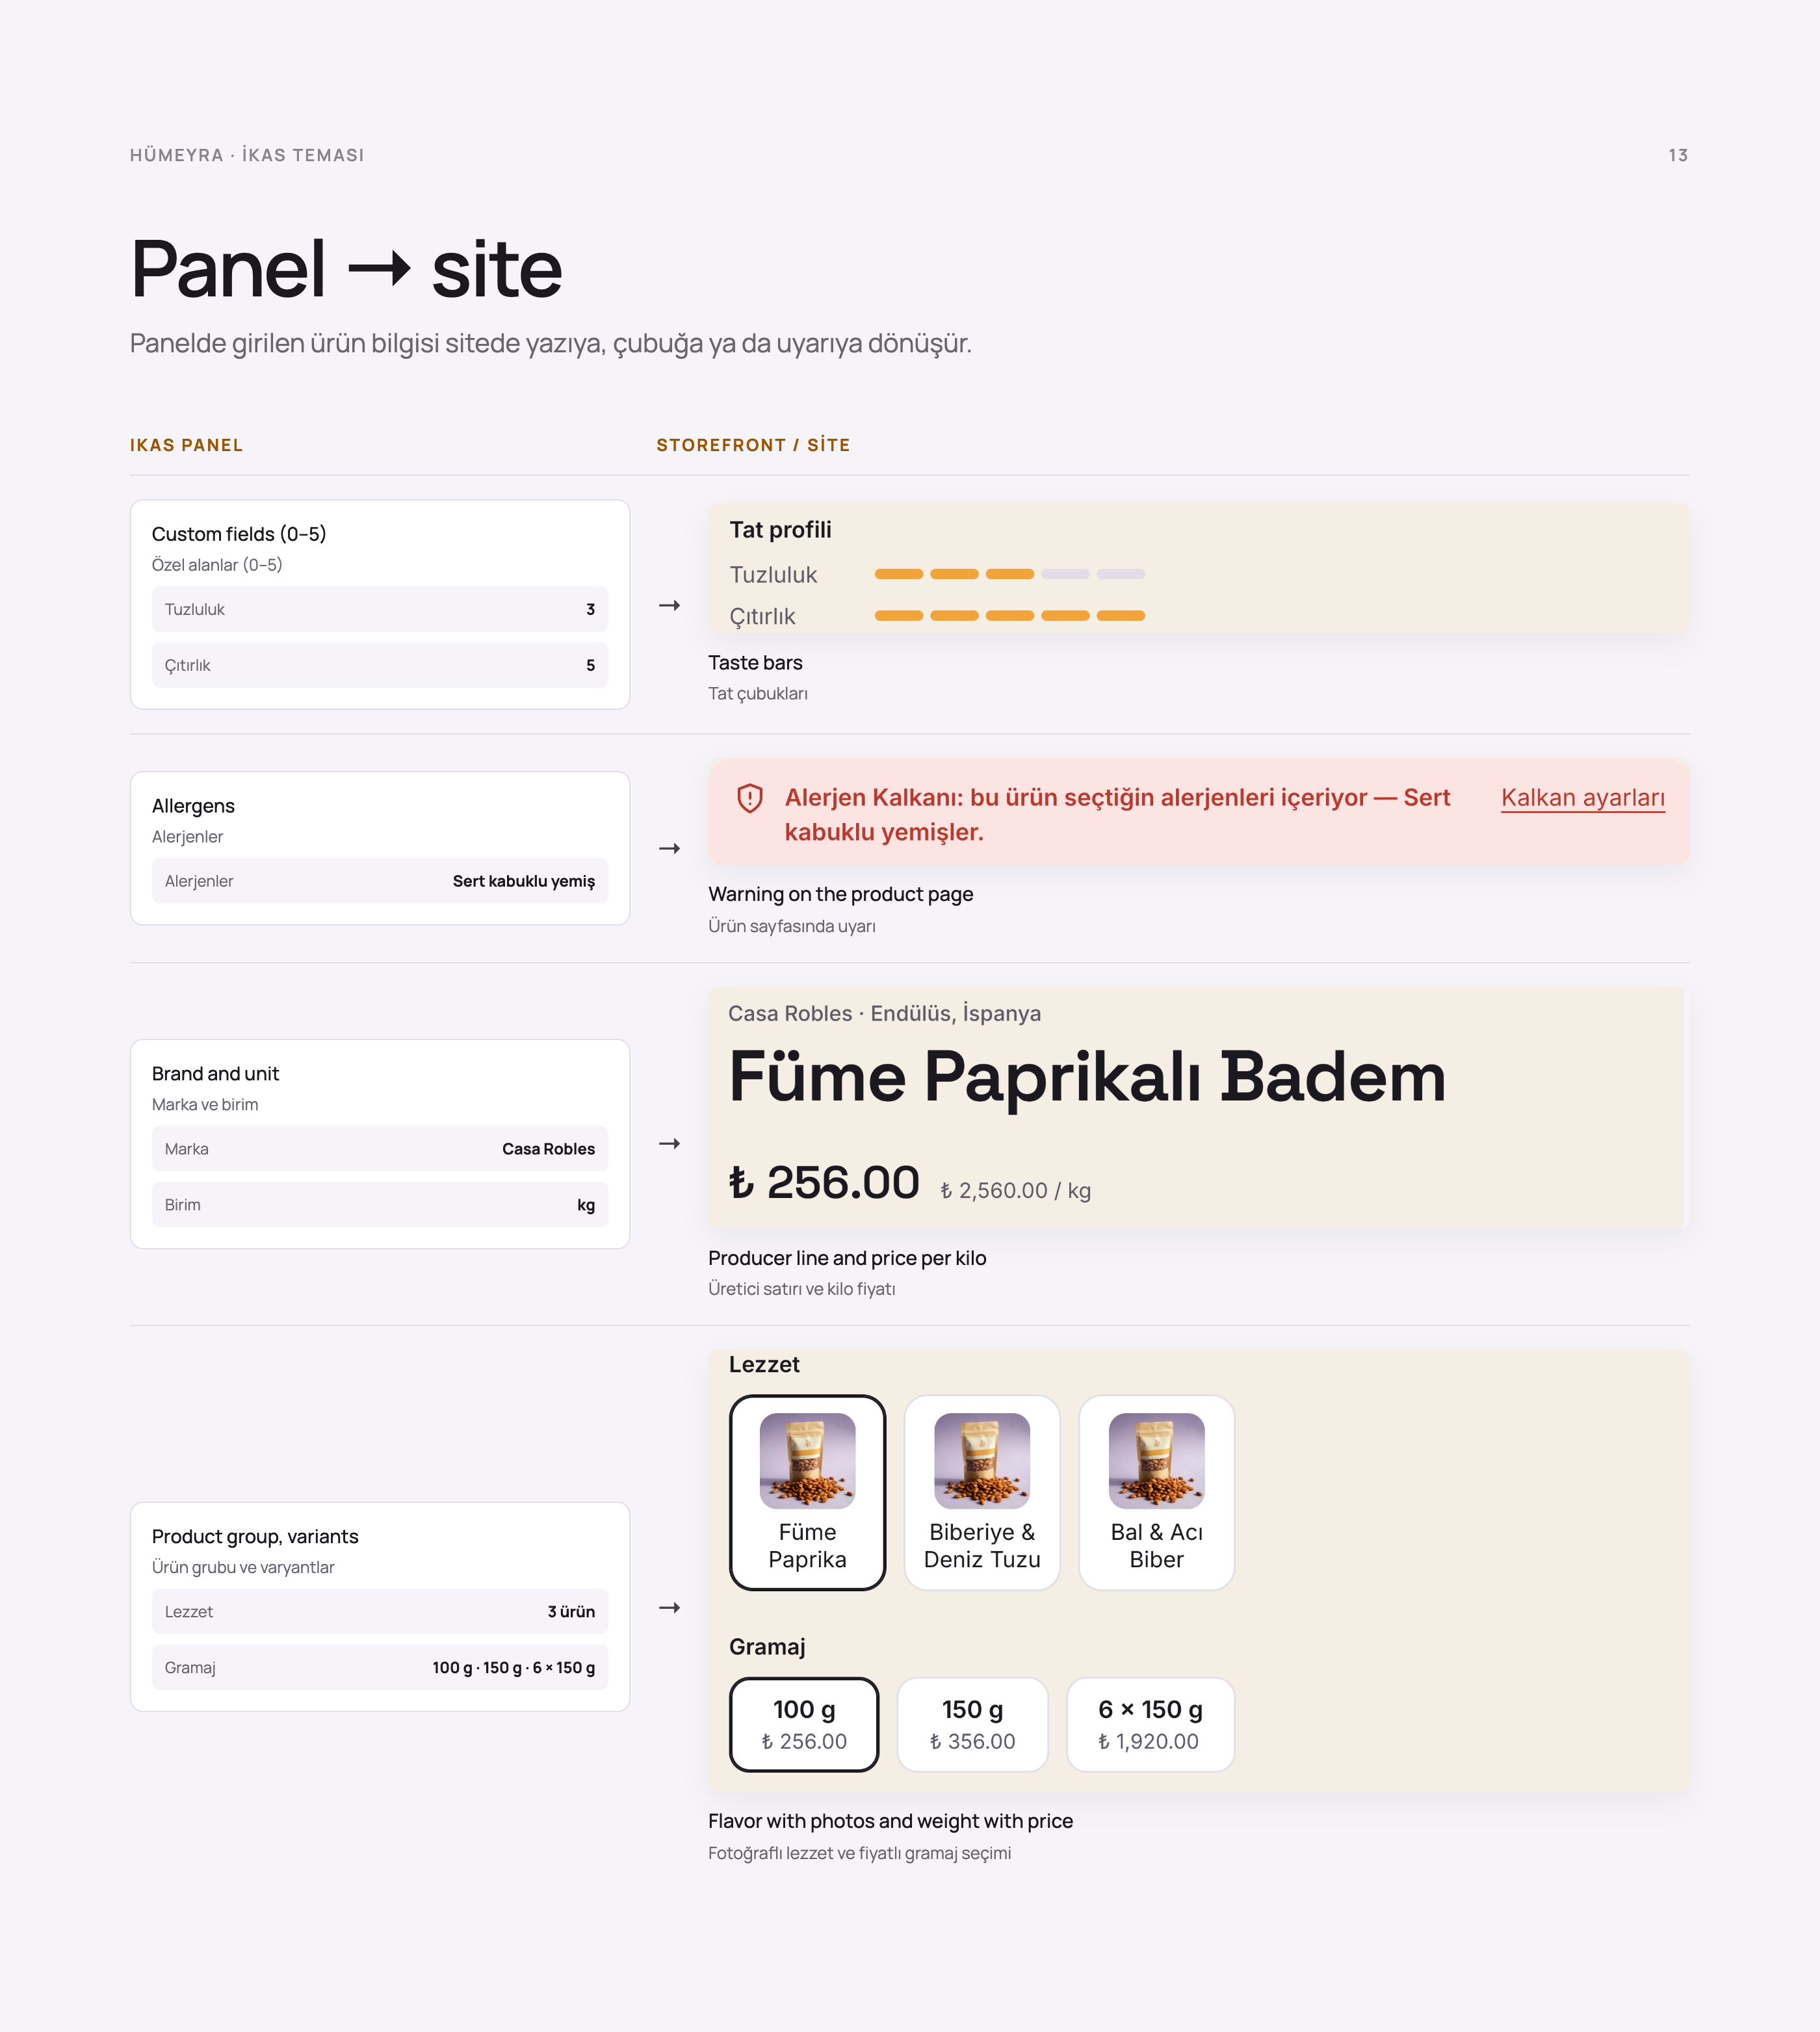 HÜMEYRA · İKAS TEMASI
13
Panel → site
Panelde girilen ürün bilgisi sitede yazıya, çubuğa ya da uyarıya dönüşür.
IKAS PANEL
STOREFRONT / SİTE
Custom fields (0–5)
Özel alanlar (0–5)
Tuzluluk 3
Çıtırlık 5
→
Tat profili
Tuzluluk
Çıtırlık
Taste bars
Tat çubukları
Allergens
Alerjenler
Alerjenler Sert kabuklu yemiş
→
Alerjen Kalkanı: bu ürün seçtiğin alerjenleri içeriyor — Sert
kabuklu yemişler.
Kalkan ayarları
Warning on the product page
Ürün sayfasında uyarı
Brand and unit
Marka ve birim
Marka Casa Robles
Birim kg
→
Casa Robles · Endülüs, İspanya
Füme Paprikalı Badem
₺ 256.00 ₺ 2,560.00 / kg
Producer line and price per kilo
Üretici satırı ve kilo fiyatı
Product group, variants
Ürün grubu ve varyantlar
Lezzet 3 ürün
Gramaj 100 g · 150 g · 6 × 150 g
→
Lezzet
Füme
Paprika
Biberiye &
Deniz Tuzu
Bal & Acı
Biber
Gramaj
100 g
₺ 256.00
150 g
₺ 356.00
6 × 150 g
₺ 1,920.00
Flavor with photos and weight with price
Fotoğraflı lezzet ve fiyatlı gramaj seçimi